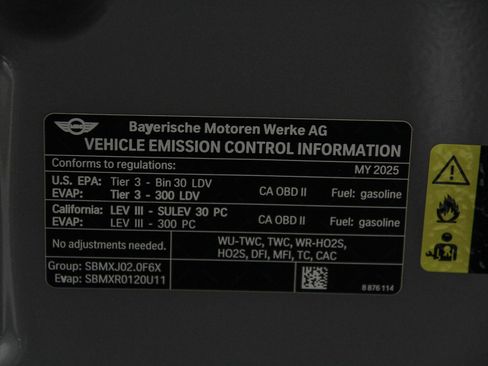 Bayerische Motoren Werke AG
VEHICLE EMISSION CONTROL INFORMATION
Conforms to regulations: MY 2025
U.S. EPA: Tier 3 - Bin 30 LDV CA OBD II Fuel: gasoline
EVAP: Tier 3 - 300 LDV
California: LEV III - SULEV 30 PC CA OBD II Fuel: gasoline
EVAP: LEV III - 300 PC
No adjustments needed. WU-TWC, TWC, WR-HO2S,
HO2S, DFI, MFI, TC, CAC
Group: SBMXJ02.0F6X
Evap: SBMXR0120U11
8 876 114